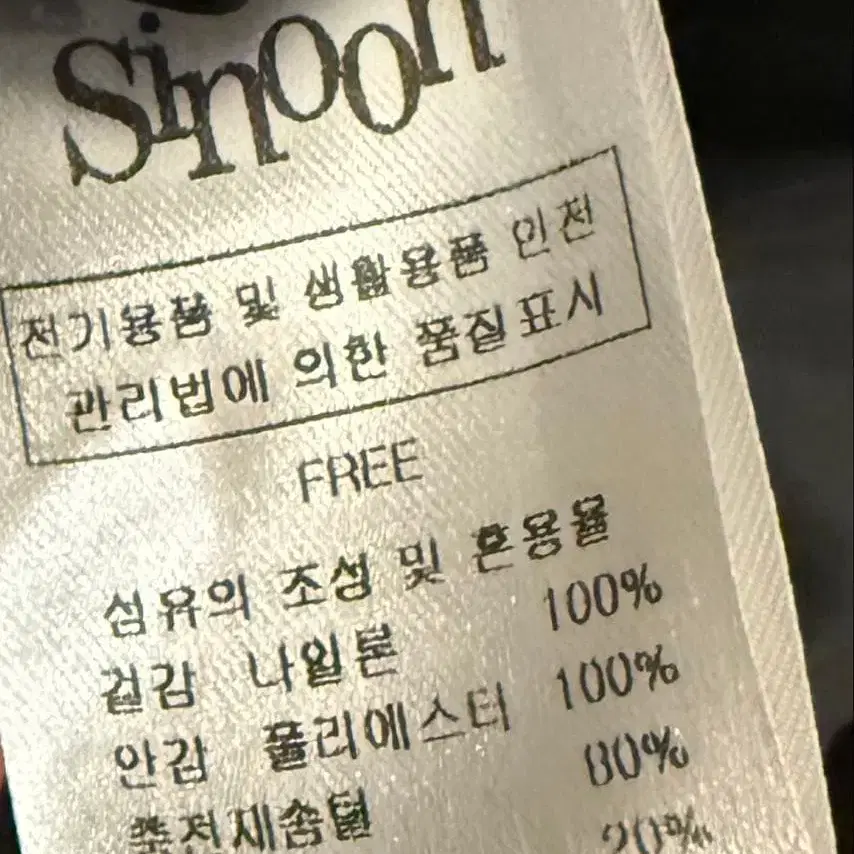 Sinoon
전기용품 및 생활용품 안전
관리법에 의한 품질표시
FREE
섬유의 조성 및 혼용율
겉감 나일론 100%
안감 폴리에스터 100%
충전재솜털 80%
20%